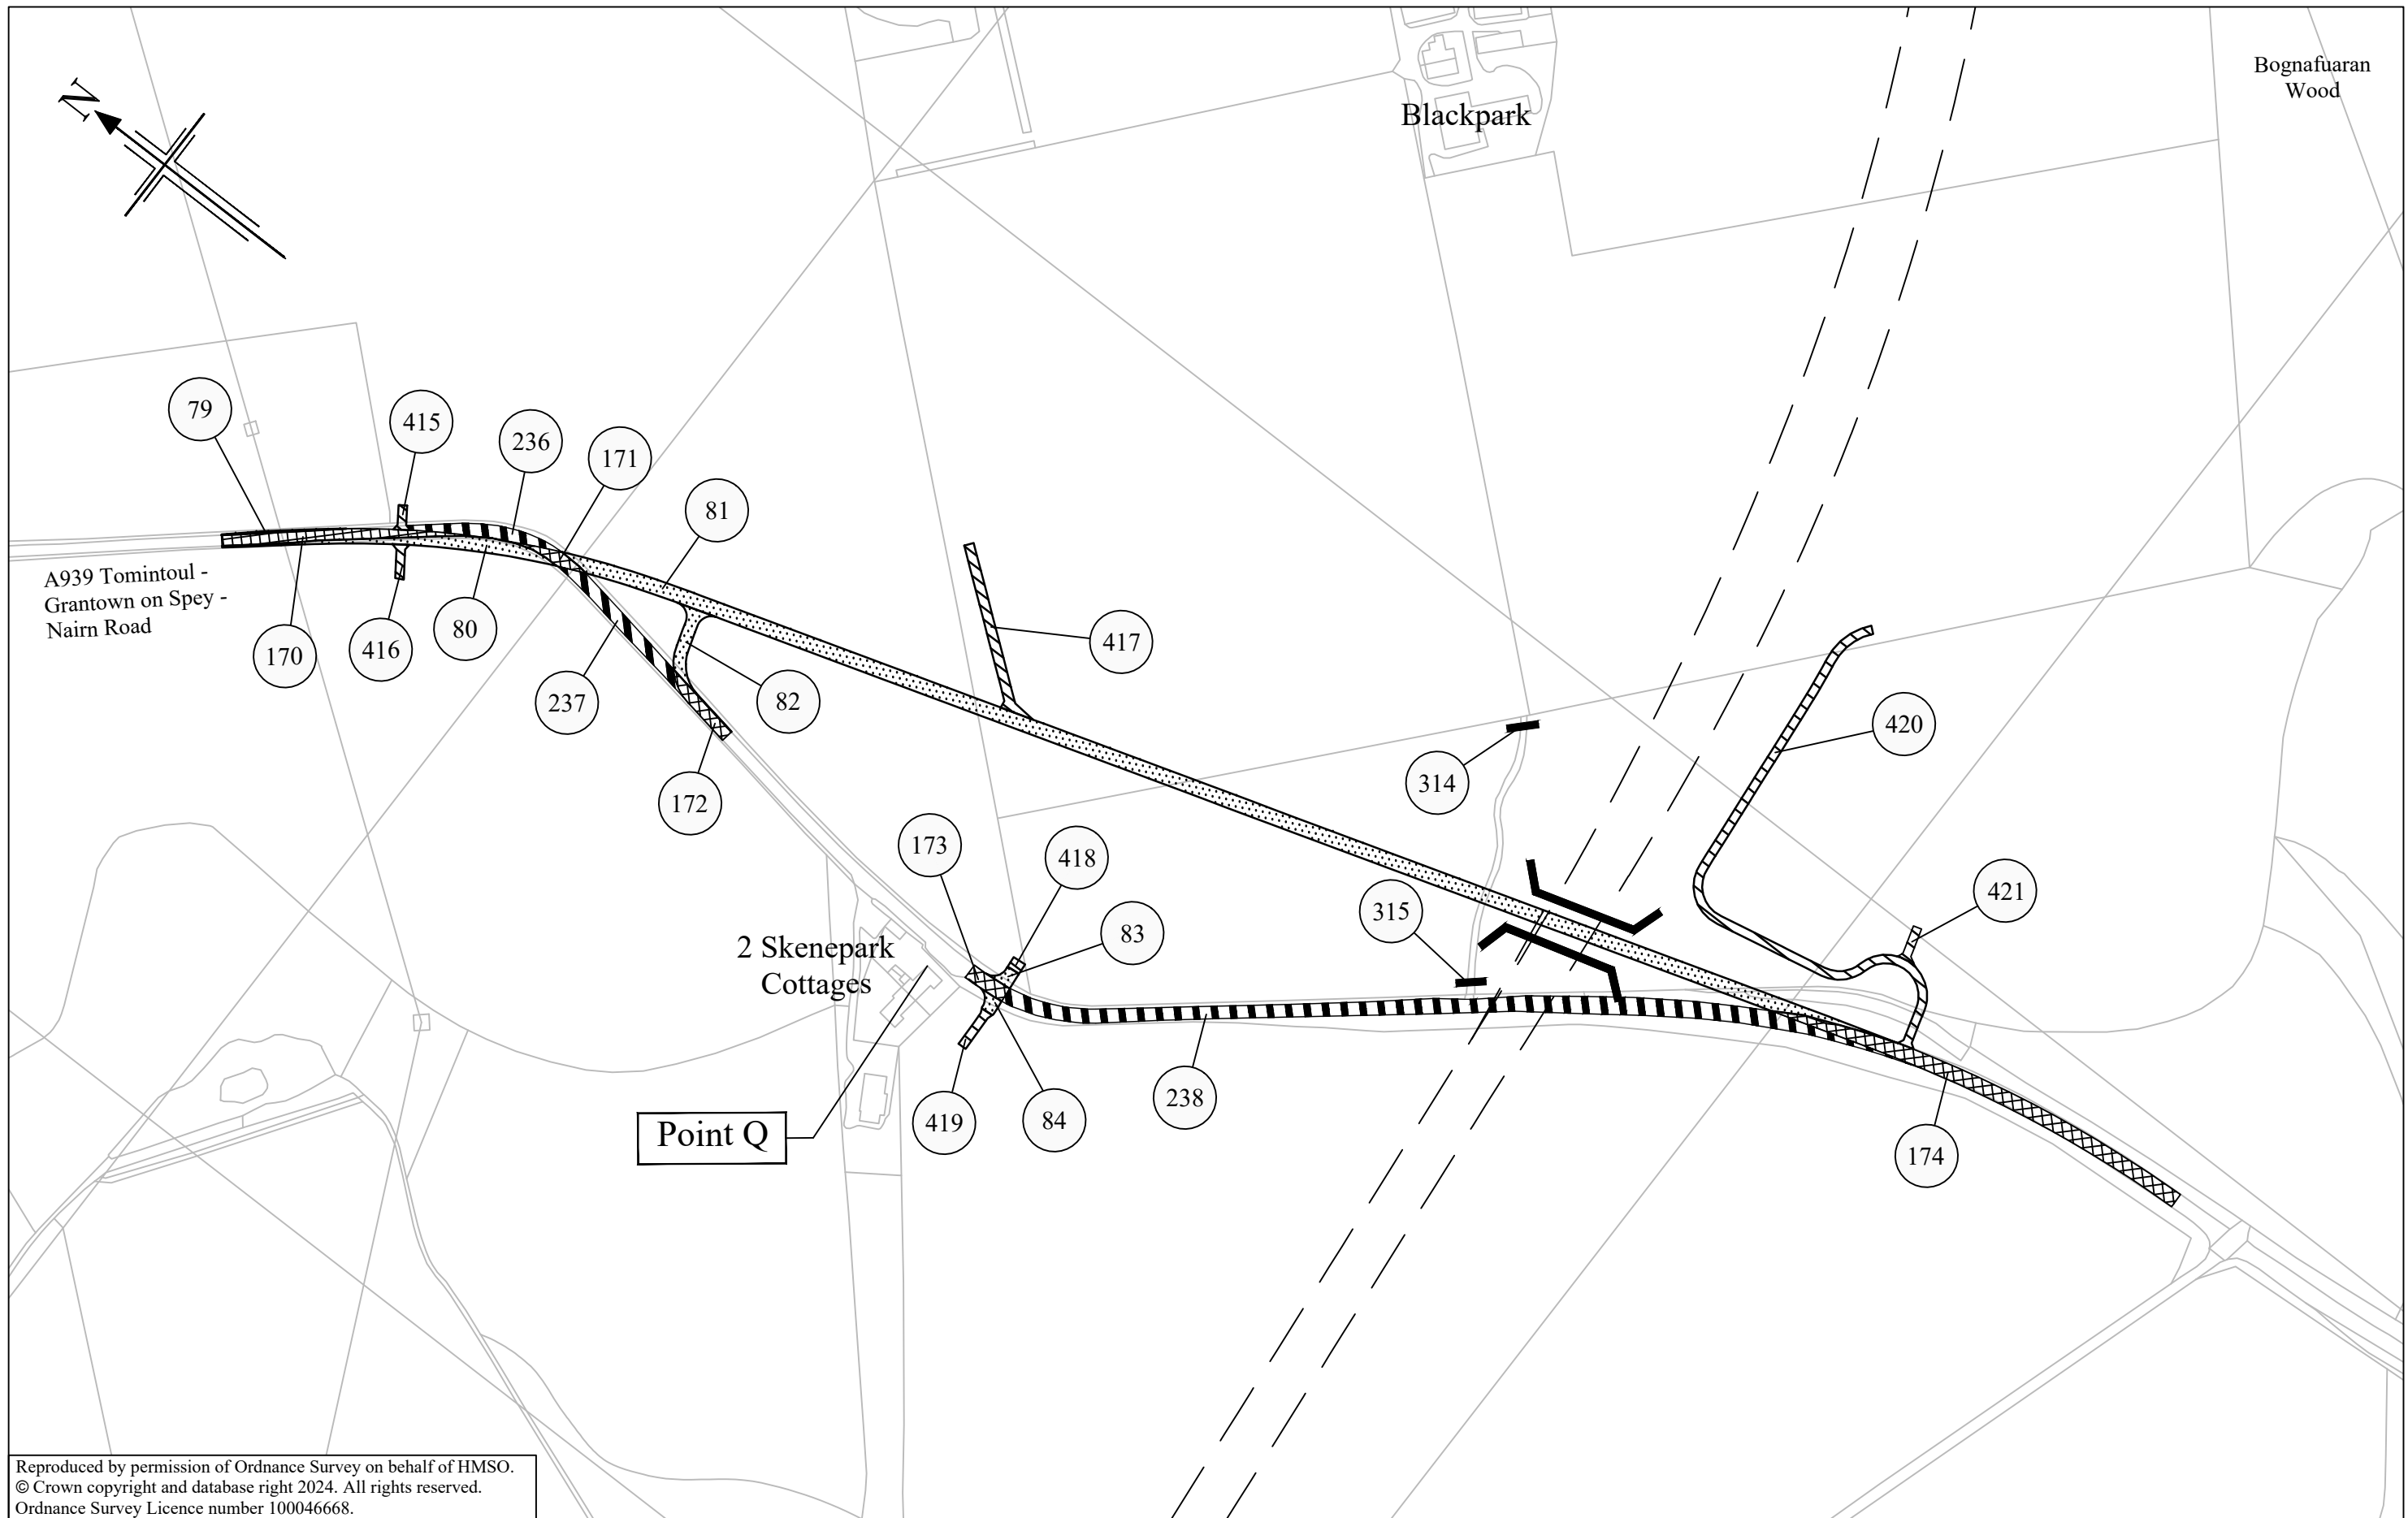 N
Blackpark
Bognafuaran
Wood
79
415
236
171
81
A939 Tomintoul -
Grantown on Spey -
Nairn Road
170
416
80
237
82
417
172
314
420
173
418
83
315
421
2 Skenepark
Cottages
Point Q
419
84
238
174
Reproduced by permission of Ordnance Survey on behalf of HMSO.
© Crown copyright and database right 2024. All rights reserved.
Ordnance Survey Licence number 100046668.